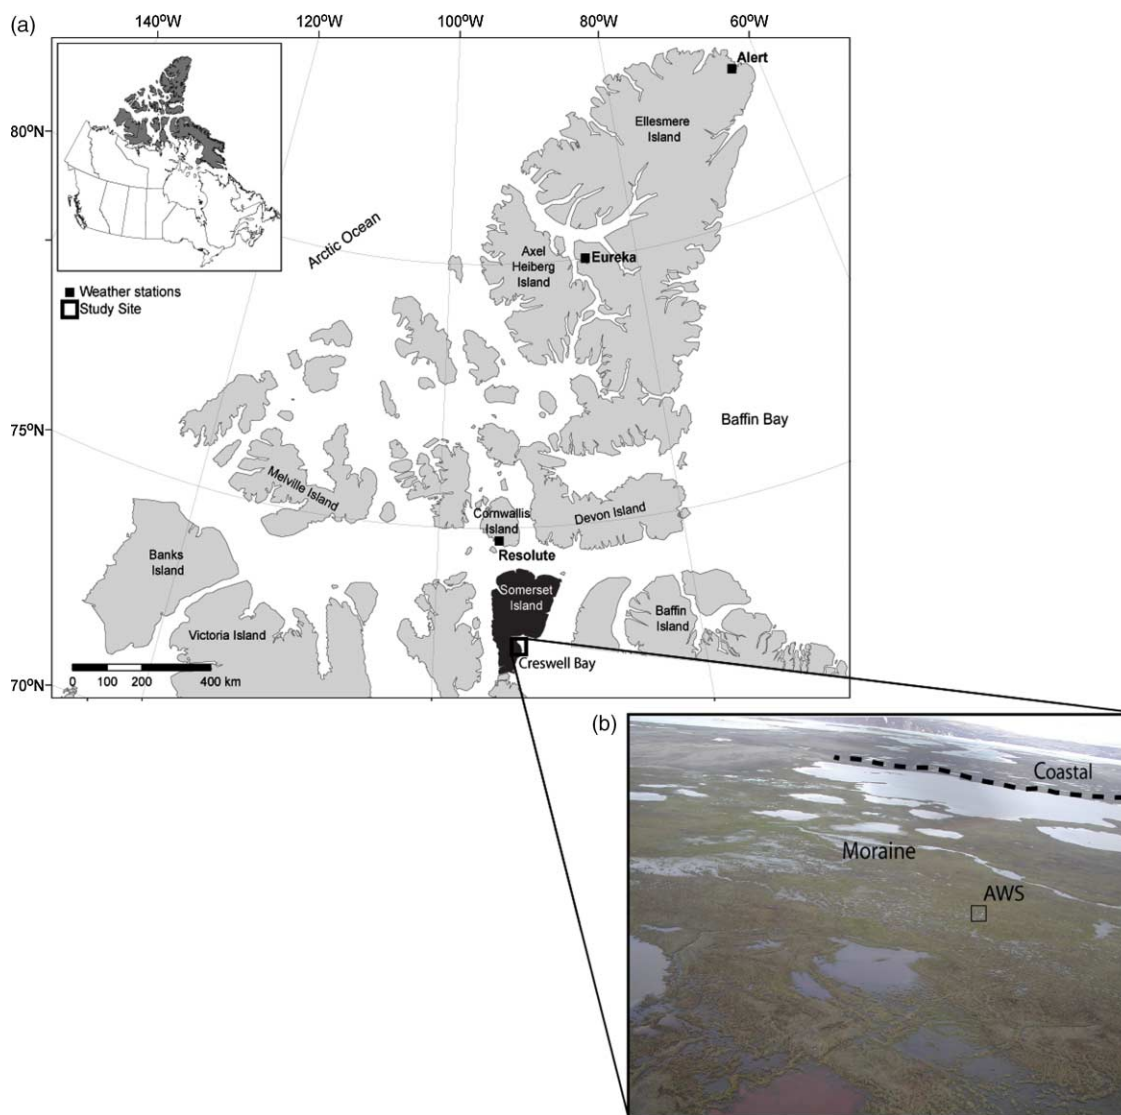 (a)
140°W
120°W
100°W
80°W
60°W
80°N
75°N
70°N
Alert
Ellesmere
Island
Arctic Ocean
Axel
Heiberg
Island
Eureka
Weather stations
Study Site
Baffin Bay
Melville Island
Cornwallis
Island
Devon Island
Resolute
Banks
Island
Somerset
Island
Victoria Island
Baffin
Island
Creswell Bay
0 100 200 400 km
(b)
Coastal
Moraine
AWS